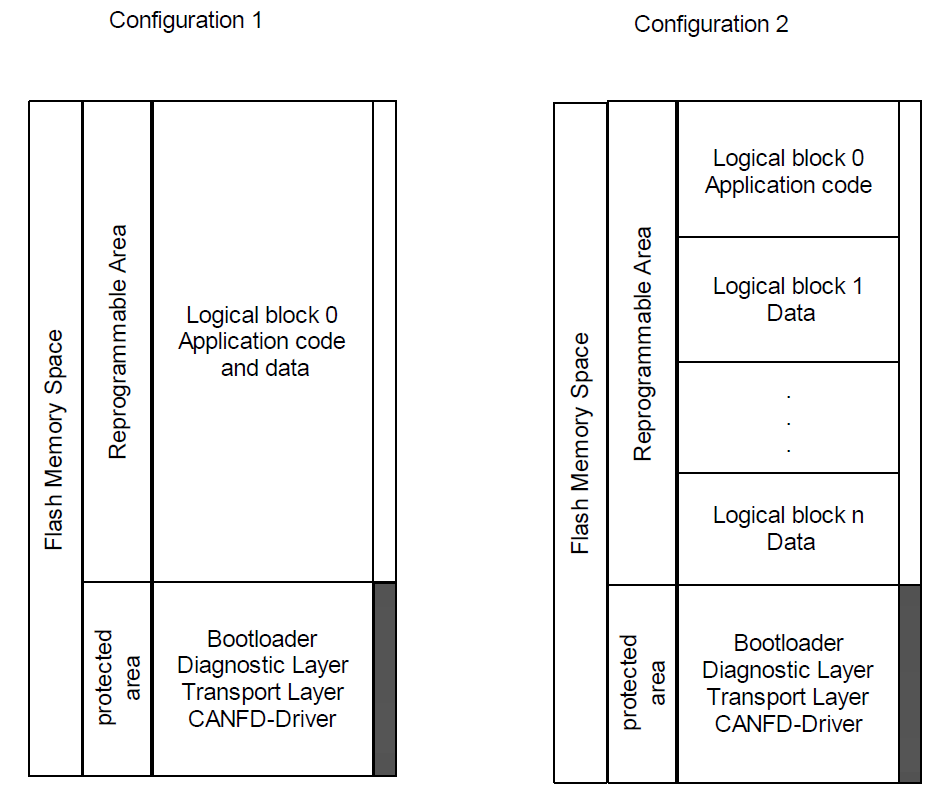 Configuration 1
Flash Memory Space
Reprogrammable Area
Logical block 0
Application code
and data
protected
area
Bootloader
Diagnostic Layer
Transport Layer
CANFD-Driver
Configuration 2
Flash Memory Space
Reprogrammable Area
Logical block 0
Application code
Logical block 1
Data
.
.
.
Logical block n
Data
protected
area
Bootloader
Diagnostic Layer
Transport Layer
CANFD-Driver